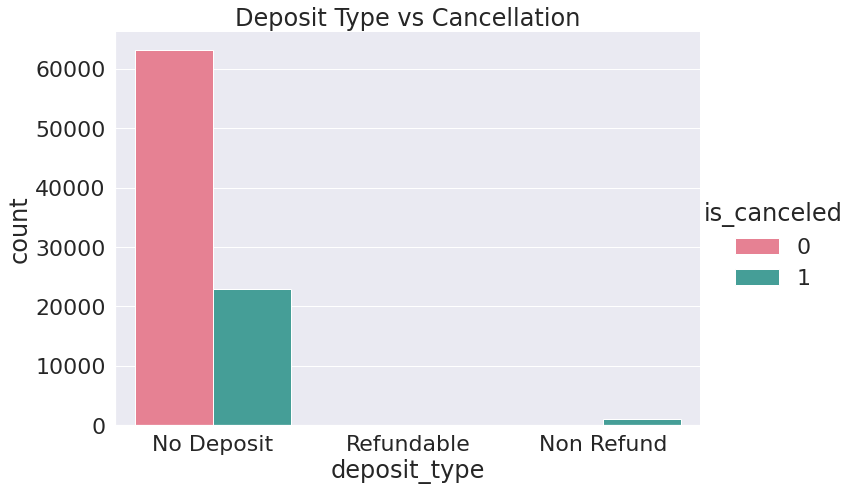 Deposit Type vs Cancellation
60000
50000
40000
30000
20000
10000
0
count
No Deposit Refundable Non Refund
deposit_type
is_canceled
0
1